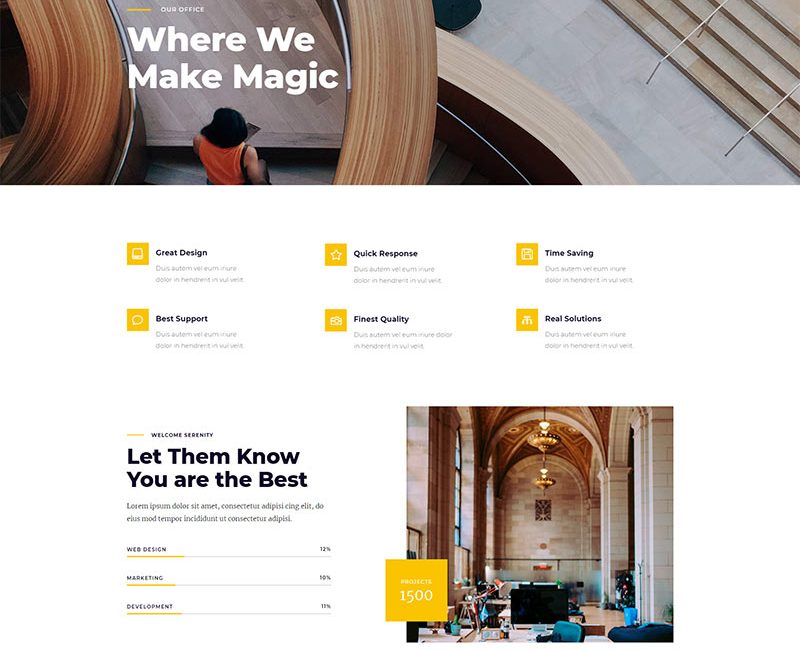 OUR OFFICE
Where We
Make Magic
Great Design
Duis autem vel eum iriure
dolor in hendrerit in vul velit.
Quick Response
Duis autem vel eum iriure
dolor in hendrerit in vul velit.
Time Saving
Duis autem vel eum iriure
dolor in hendrerit in vul velit.
Best Support
Duis autem vel eum iriure
dolor in hendrerit in vul velit.
Finest Quality
Duis autem vel eum iriure dolor
in hendrerit in vul velit.
Real Solutions
Duis autem vel eum iriure
dolor in hendrerit in vul velit.
WELCOME SERENITY
Let Them Know
You are the Best
Lorem ipsum dolor sit amet, consectetur adipisi cing elit, do
eius mod tempor incididunt ut consectetur adipisi.
WEB DESIGN 12%
MARKETING 10%
DEVELOPMENT 11%
PROJECTS
1500